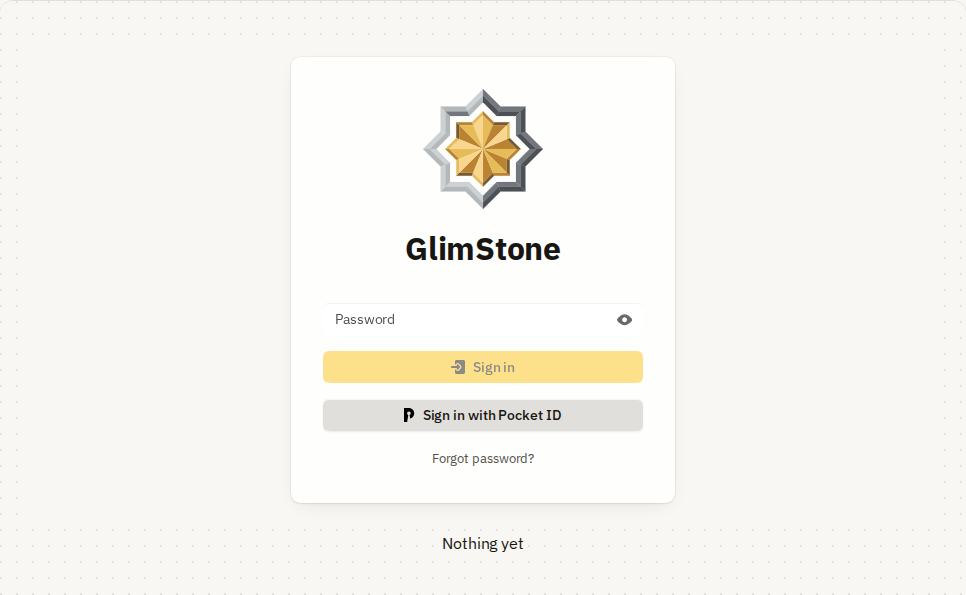 GlimStone
Password
Sign in
Sign in with Pocket ID
Forgot password?
Nothing yet